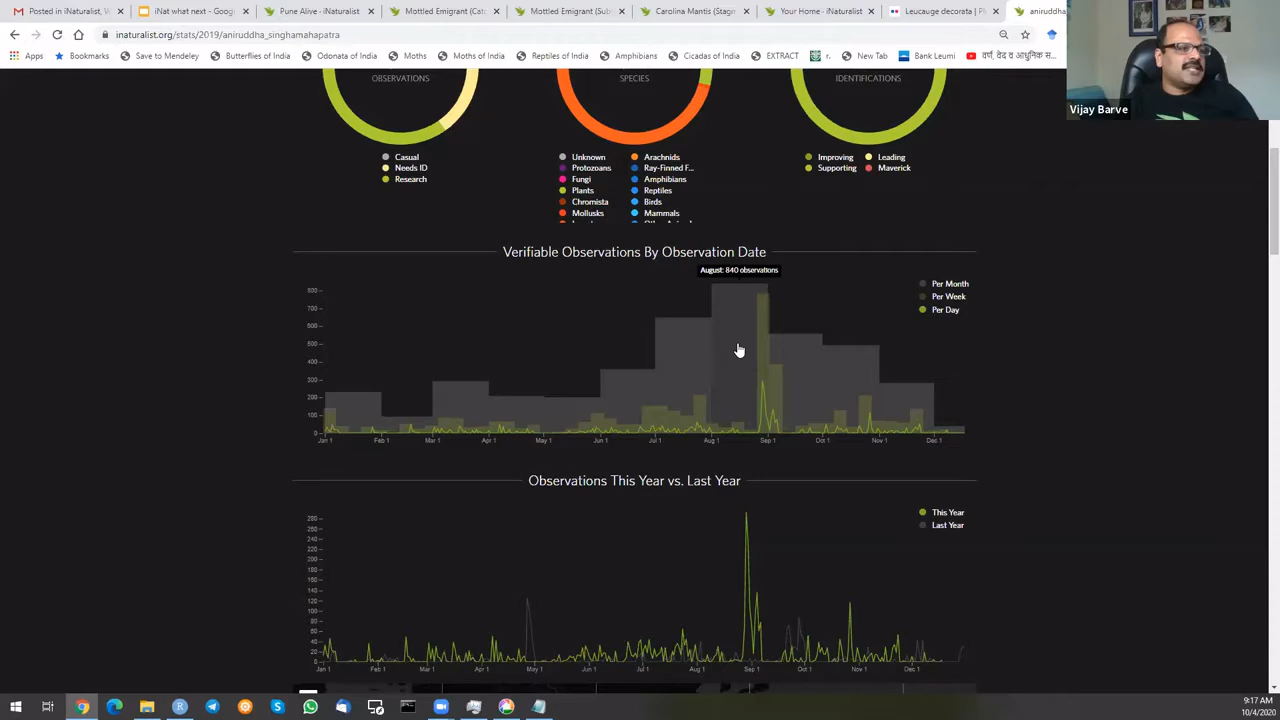 Posted in iNaturalist, W
iNat what next - Googl
Pune Alive - iNaturalist
Mottled Emigrant (Cat
Mottled Emigrant (Sub
Carolina Mantis (Stagm
Your Home · iNaturalist
Leucauge decorata | Fl
aniruddha
inaturalist.org/stats/2019/aniruddha_singhamahapatra
Apps
Bookmarks
Save to Mendeley
Butterflies of India
Odonate of India
Moths
Moths of India
Reptiles of India
Amphibians
Cicadas of India
EXTRACT
r.
New Tab
Bank Leumi
वर्ण, वेद व आधुनिक स...
Vijay Barve
OBSERVATIONS
SPECIES
IDENTIFICATIONS
Casual
Needs ID
Research
Unknown
Protozoans
Fungi
Plants
Chromista
Mollusks
Arachnids
Ray-Finned F...
Amphibians
Reptiles
Birds
Mammals
Improving
Supporting
Leading
Maverick
Verifiable Observations By Observation Date
August: 840 observations
Per Month
Per Week
Per Day
800
700
600
500
400
300
200
100
0
Jan 1 Feb 1 Mar 1 Apr 1 May 1 Jun 1 Jul 1 Aug 1 Sep 1 Oct 1 Nov 1 Dec 1
Observations This Year vs. Last Year
This Year
Last Year
280
260
240
220
200
180
160
140
120
100
80
60
40
20
0
Jan 1 Feb 1 Mar 1 Apr 1 May 1 Jun 1 Jul 1 Aug 1 Sep 1 Oct 1 Nov 1 Dec 1
9:17 AM
10/4/2020